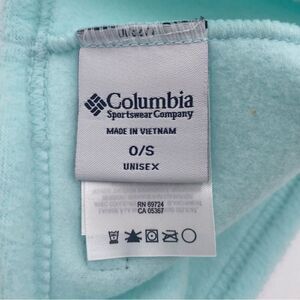 Columbia
Sportswear Company
MADE IN VIETNAM
O/S
UNISEX
RN 69724
CA 05367